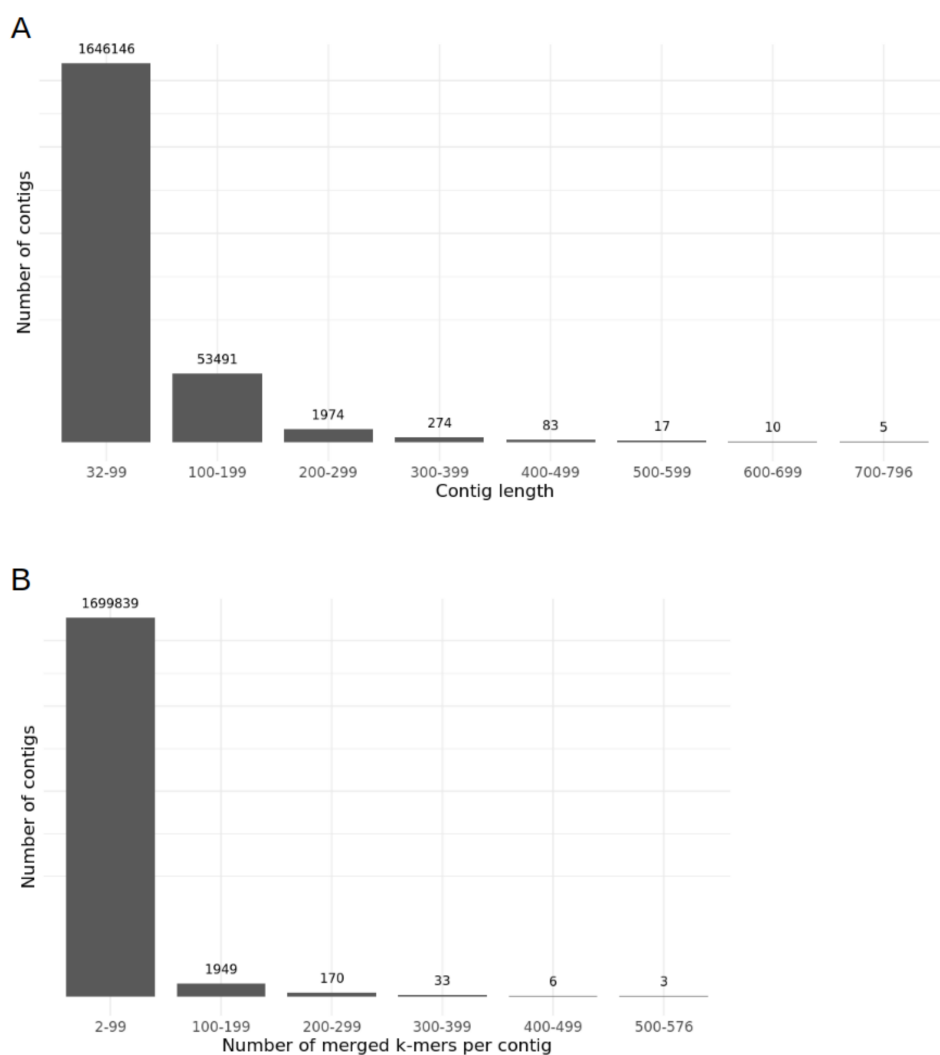 A
1646146
53491
1974
274
83
17
10
5
Number of contigs
32-99 100-199 200-299 300-399 400-499 500-599 600-699 700-796
Contig length
B
1699839
1949
170
33
6
3
Number of contigs
2-99 100-199 200-299 300-399 400-499 500-576
Number of merged k-mers per contig